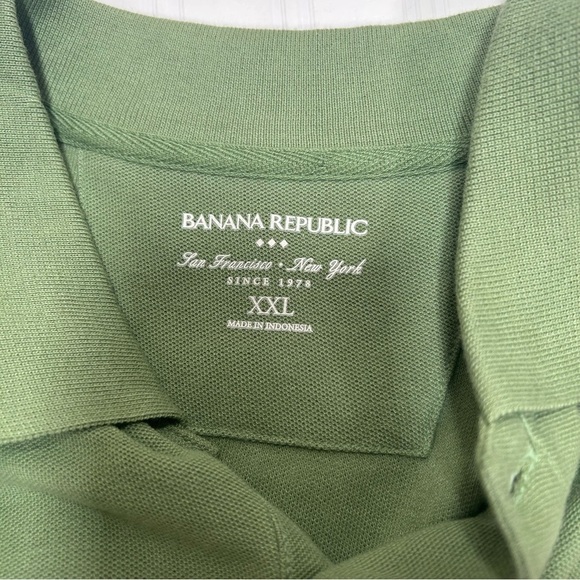 BANANA REPUBLIC
San Francisco • New York
SINCE 1978
XXL
MADE IN INDONESIA